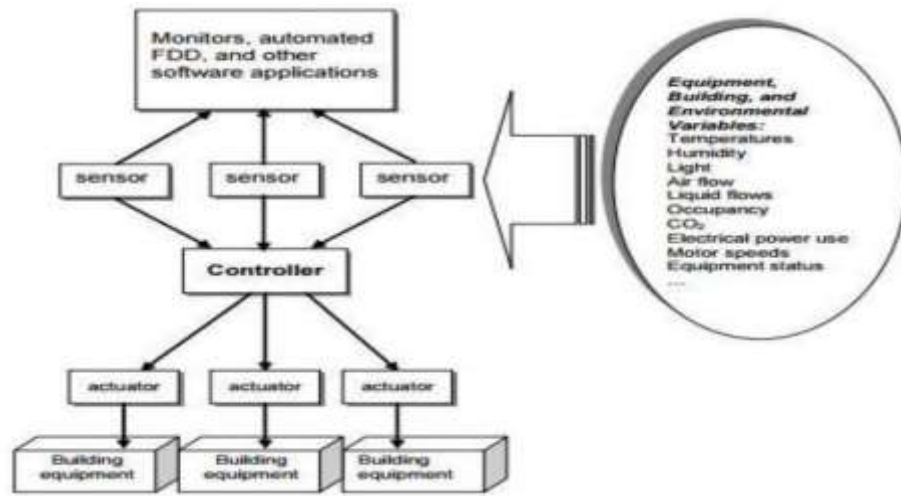 Monitors, automated
FDD, and other
software applications
sensor
sensor
sensor
Controller
actuator
actuator
actuator
Building
equipment
Building
equipment
Building
equipment
Equipment,
Building, and
Environmental
Variables:
Temperatures
Humidity
Light
Air flow
Liquid flows
Occupancy
CO₂
Electrical power use
Motor speeds
Equipment status
...